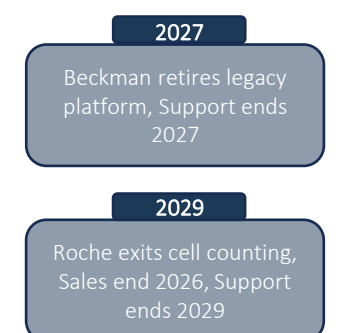 2027
Beckman retires legacy
platform, Support ends
2027
2029
Roche exits cell counting,
Sales end 2026, Support
ends 2029